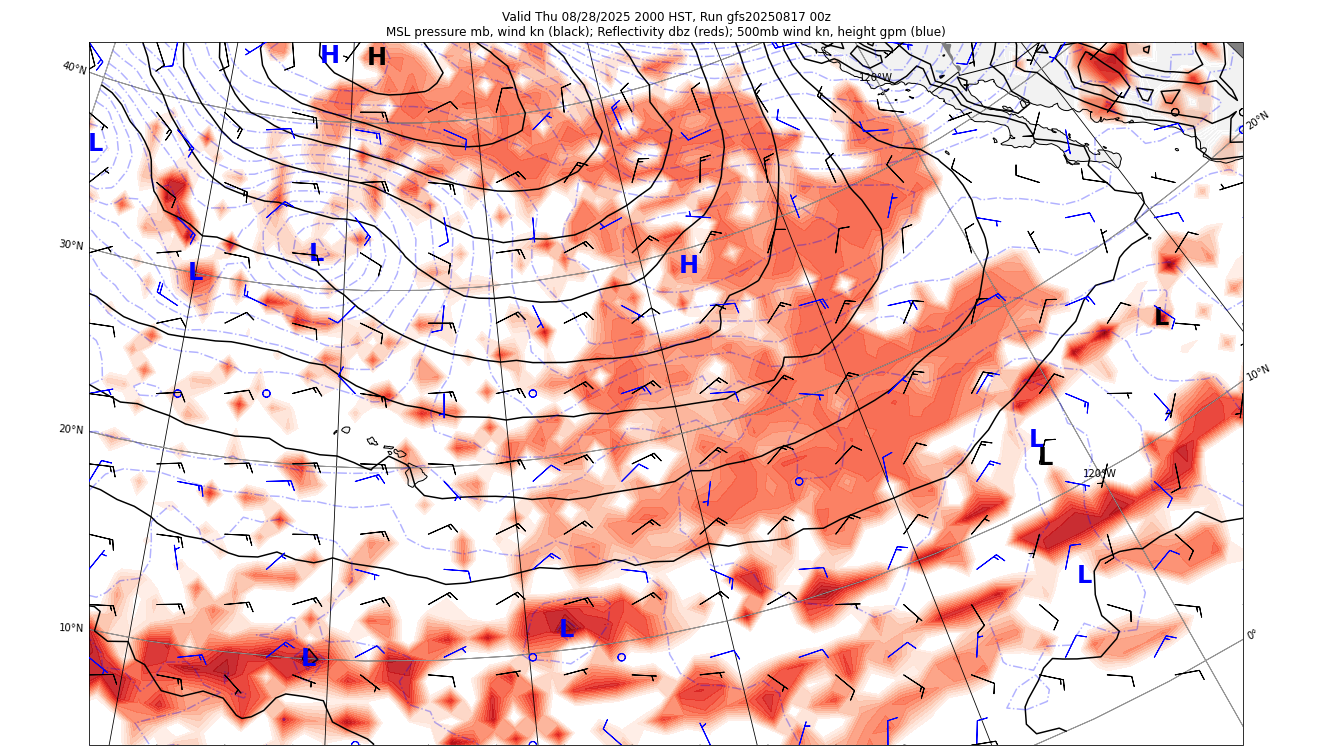 Valid Thu 08/28/2025 2000 HST, Run gfs20250817 00z
MSL pressure mb, wind kn (black); Reflectivity dbz (reds); 500mb wind kn, height gpm (blue)
H H
40°N
120°W
20°N
L
30°N
L
L
H
L
10°N
20°N
L
L
120°W
L
10°N
L
0°
L